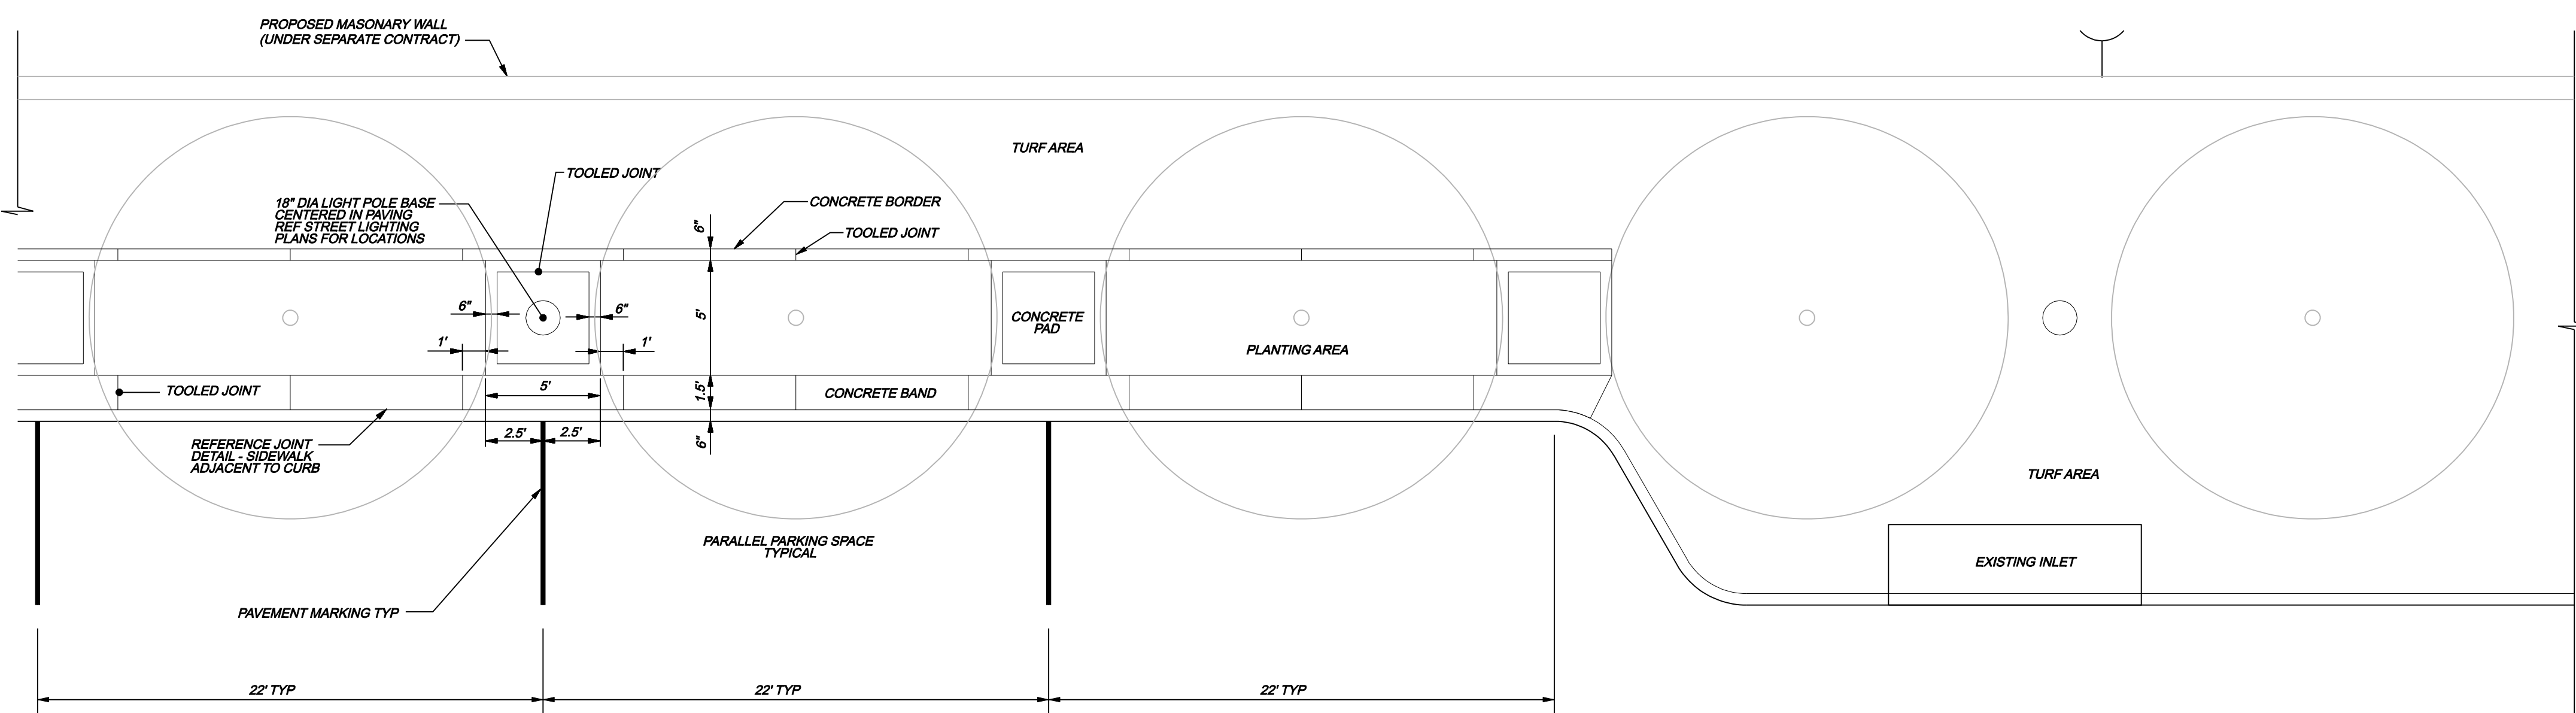 PROPOSED MASONARY WALL
(UNDER SEPARATE CONTRACT)
TURF AREA
TOOLED JOINT
18" DIA LIGHT POLE BASE
CENTERED IN PAVING
REF STREET LIGHTING
PLANS FOR LOCATIONS
CONCRETE BORDER
6"
TOOLED JOINT
6"
6"
5'
CONCRETE
PAD
1'
1'
PLANTING AREA
TOOLED JOINT
5'
1.5'
CONCRETE BAND
2.5'
2.5'
6"
REFERENCE JOINT
DETAIL - SIDEWALK
ADJACENT TO CURB
TURF AREA
PARALLEL PARKING SPACE
TYPICAL
EXISTING INLET
PAVEMENT MARKING TYP
22' TYP
22' TYP
22' TYP